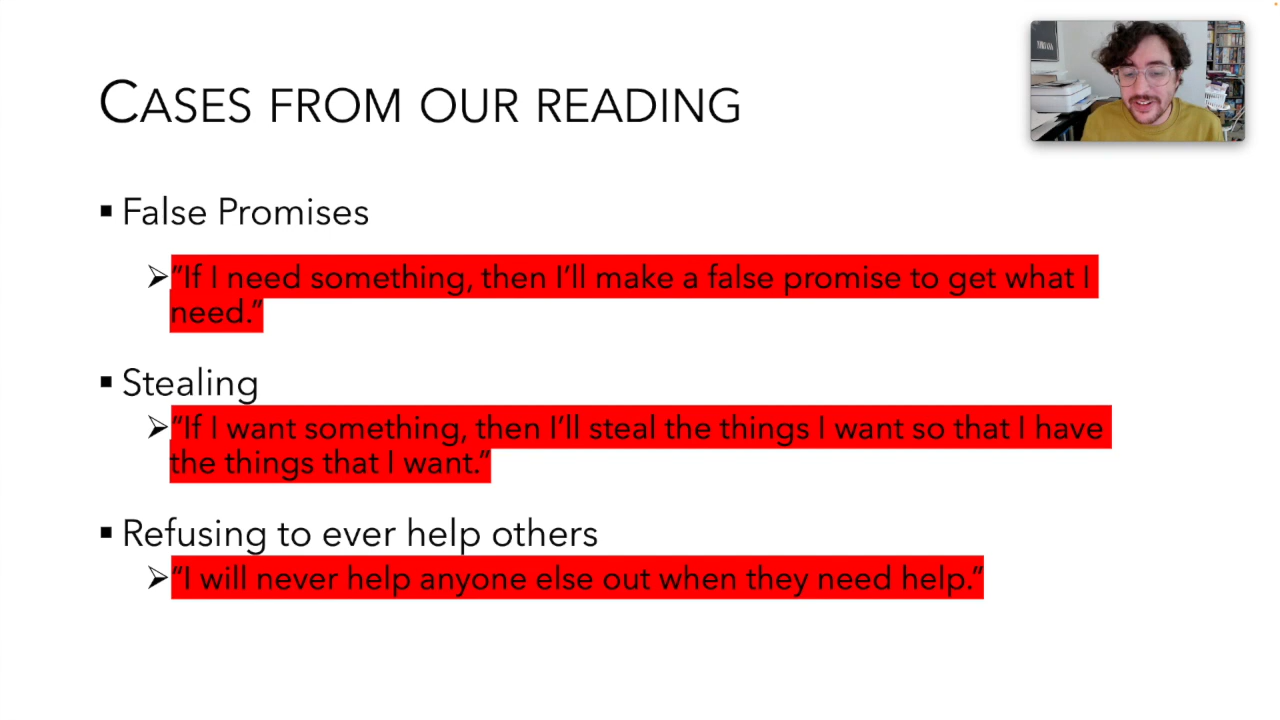 CASES FROM OUR READING
▪ False Promises
➢ "If I need something, then I'll make a false promise to get what I
need."
▪ Stealing
➢ "If I want something, then I'll steal the things I want so that I have
the things that I want."
▪ Refusing to ever help others
➢ "I will never help anyone else out when they need help."
NIRVANA